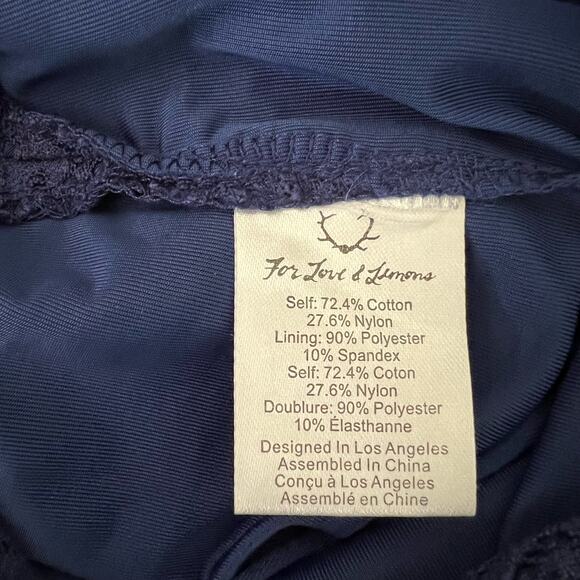 For Love & Lemons
Self: 72.4% Cotton
27.6% Nylon
Lining: 90% Polyester
10% Spandex
Self: 72.4% Coton
27.6% Nylon
Doublure: 90% Polyester
10% Élasthanne
Designed In Los Angeles
Assembled In China
Conçu à Los Angeles
Assemblé en Chine